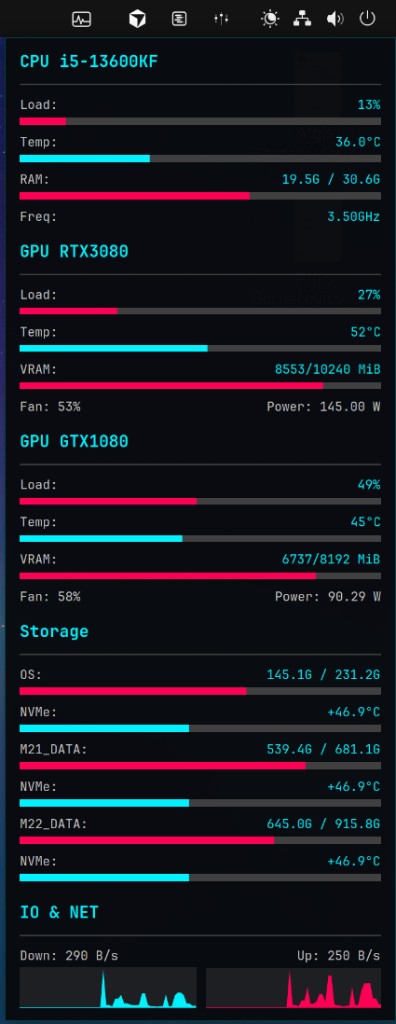 CPU i5-13600KF
Load: 13%
Temp: 36.0°C
RAM: 19.5G / 30.6G
Freq: 3.50GHz
GPU RTX3080
Load: 27%
Temp: 52°C
VRAM: 8553/10240 MiB
Fan: 53% Power: 145.00 W
GPU GTX1080
Load: 49%
Temp: 45°C
VRAM: 6737/8192 MiB
Fan: 58% Power: 90.29 W
Storage
OS: 145.1G / 231.2G
NVMe: +46.9°C
M21_DATA: 539.4G / 681.1G
NVMe: +46.9°C
M22_DATA: 645.0G / 915.8G
NVMe: +46.9°C
IO & NET
Down: 290 B/s Up: 250 B/s